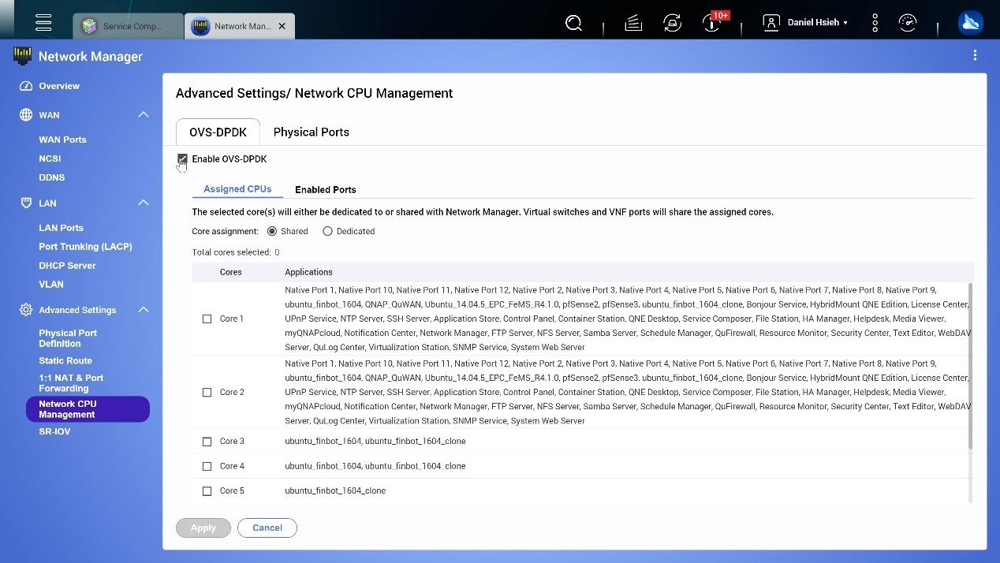 Service Comp...
Network Man...
10+
Daniel Hsieh
Network Manager
Overview
WAN
WAN Ports
NCSI
DDNS
LAN
LAN Ports
Port Trunking (LACP)
DHCP Server
VLAN
Advanced Settings
Physical Port
Definition
Static Route
1:1 NAT & Port
Forwarding
Network CPU
Management
SR-IOV
Advanced Settings/ Network CPU Management
OVS-DPDK
Physical Ports
Enable OVS-DPDK
Assigned CPUs
Enabled Ports
The selected core(s) will either be dedicated to or shared with Network Manager. Virtual switches and VNF ports will share the assigned cores.
Core assignment: Shared Dedicated
Total cores selected: 0
Cores Applications
Native Port 1, Native Port 10, Native Port 11, Native Port 12, Native Port 2, Native Port 3, Native Port 4, Native Port 5, Native Port 6, Native Port 7, Native Port 8, Native Port 9,
ubuntu_finbot_1604, QNAP_QuWAN, Ubuntu_14.04.5_EPC_FeMS_R4.1.0, pfSense2, pfSense3, ubuntu_finbot_1604_clone, Bonjour Service, HybridMount QNE Edition, License Center,
Core 1 UPnP Service, NTP Server, SSH Server, Application Store, Control Panel, Container Station, QNE Desktop, Service Composer, File Station, HA Manager, Helpdesk, Media Viewer,
myQNAPcloud, Notification Center, Network Manager, FTP Server, NFS Server, Samba Server, Schedule Manager, QuFirewall, Resource Monitor, Security Center, Text Editor, WebDAV
Server, QuLog Center, Virtualization Station, SNMP Service, System Web Server
Native Port 1, Native Port 10, Native Port 11, Native Port 12, Native Port 2, Native Port 3, Native Port 4, Native Port 5, Native Port 6, Native Port 7, Native Port 8, Native Port 9,
ubuntu_finbot_1604, QNAP_QuWAN, Ubuntu_14.04.5_EPC_FeMS_R4.1.0, pfSense2, pfSense3, ubuntu_finbot_1604_clone, Bonjour Service, HybridMount QNE Edition, License Center,
Core 2 UPnP Service, NTP Server, SSH Server, Application Store, Control Panel, Container Station, QNE Desktop, Service Composer, File Station, HA Manager, Helpdesk, Media Viewer,
myQNAPcloud, Notification Center, Network Manager, FTP Server, NFS Server, Samba Server, Schedule Manager, QuFirewall, Resource Monitor, Security Center, Text Editor, WebDAV
Server, QuLog Center, Virtualization Station, SNMP Service, System Web Server
Core 3 ubuntu_finbot_1604, ubuntu_finbot_1604_clone
Core 4 ubuntu_finbot_1604, ubuntu_finbot_1604_clone
Core 5 ubuntu_finbot_1604_clone
Apply
Cancel